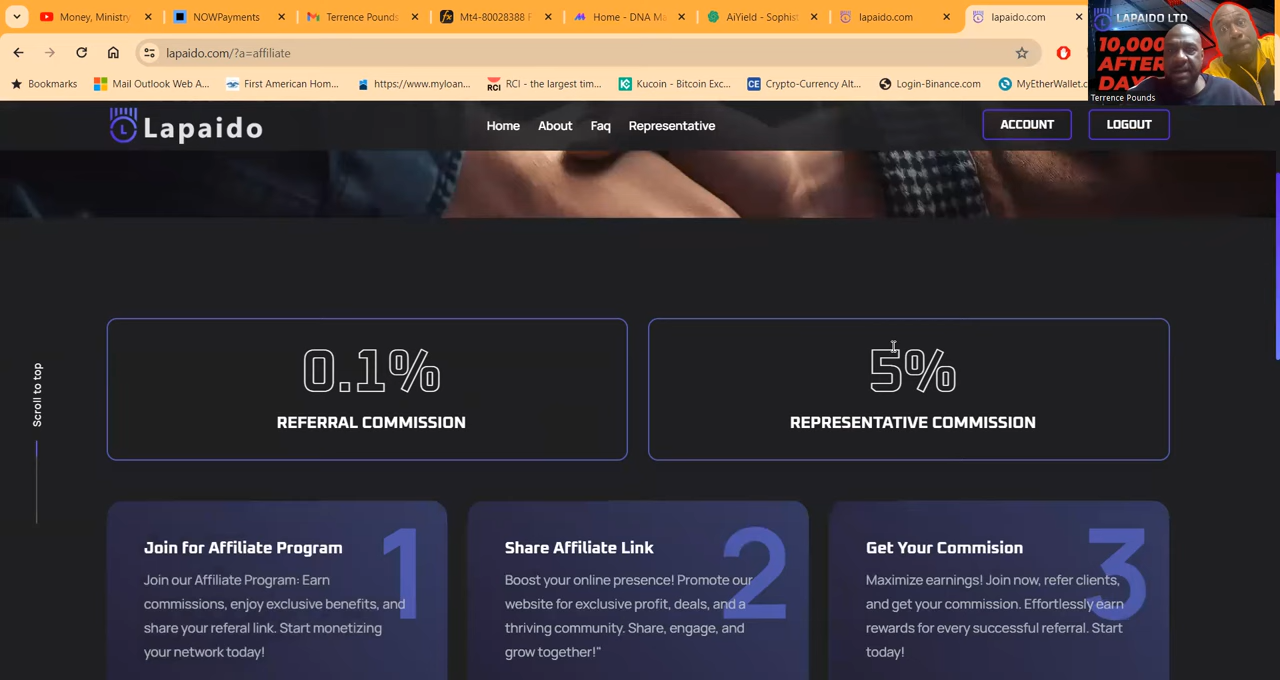 Money, Ministry
NOWPayments
Terrence Pounds
Mt4-80028388 F
Home - DNA Ma
AiYield - Sophist
lapaido.com
lapaido.com
LAPAIDO LTD
10,000
AFTER
DAY
Terrence Pounds
lapaido.com/?a=affiliate
Bookmarks
Mail Outlook Web A...
First American Hom...
https://www.myloan...
RCI - the largest tim...
Kucoin - Bitcoin Exc...
Crypto-Currency Alt...
Login-Binance.com
MyEtherWallet.c
Lapaido
Home
About
Faq
Representative
ACCOUNT
LOGOUT
Scroll to top
0.1%
REFERRAL COMMISSION
5%
REPRESENTATIVE COMMISSION
1
Join for Affiliate Program
Join our Affiliate Program: Earn
commissions, enjoy exclusive benefits, and
share your referal link. Start monetizing
your network today!
2
Share Affiliate Link
Boost your online presence! Promote our
website for exclusive profit, deals, and a
thriving community. Share, engage, and
grow together!"
3
Get Your Commision
Maximize earnings! Join now, refer clients,
and get your commission. Effortlessly earn
rewards for every successful referral. Start
today!